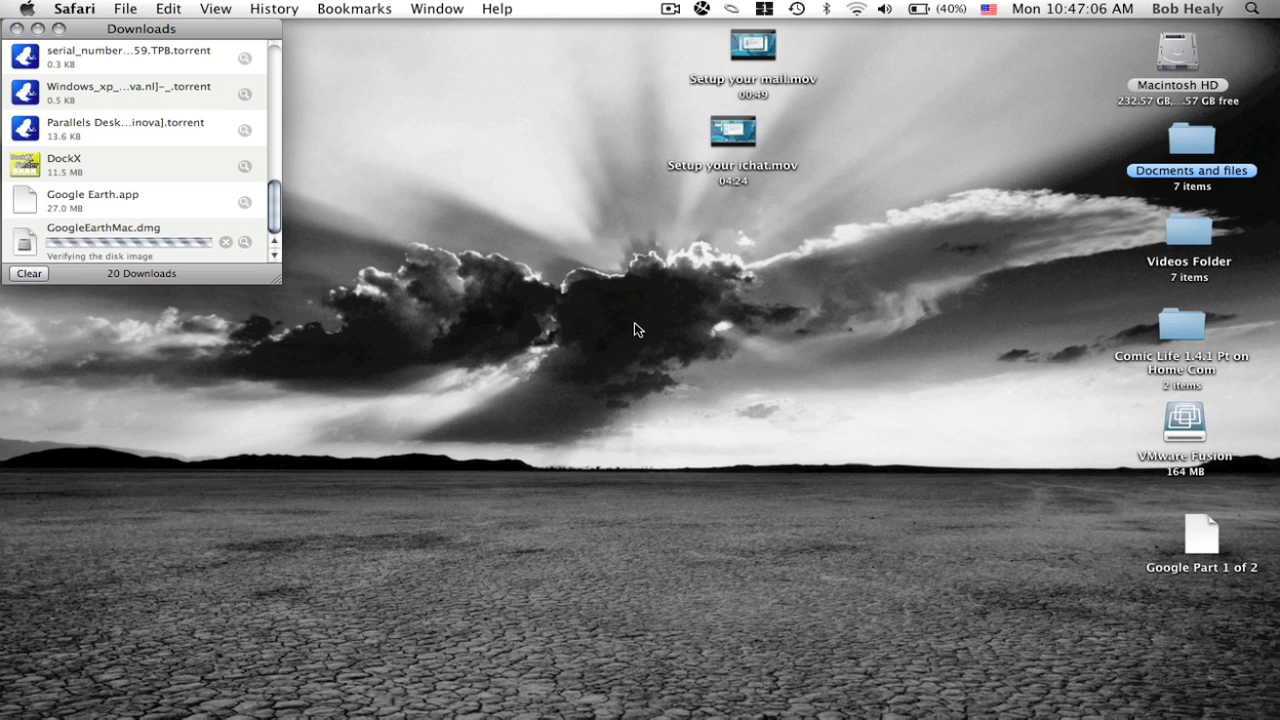 Safari File Edit View History Bookmarks Window Help (40%) Mon 10:47:06 AM Bob Healy
Downloads
serial_number...59.TPB.torrent
0.3 KB
Windows_xp_...va.nl]-_.torrent
0.5 KB
Parallels Desk...inova].torrent
13.6 KB
DockX
11.5 MB
Google Earth.app
27.0 MB
GoogleEarthMac.dmg
Verifying the disk image
Clear
20 Downloads
Setup your mail.mov
00:49
Setup your ichat.mov
04:24
Macintosh HD
232.57 GB,....57 GB free
Docments and files
7 items
Videos Folder
7 items
Comic Life 1.4.1 Pt on
Home Com
2 items
VMware Fusion
164 MB
Google Part 1 of 2